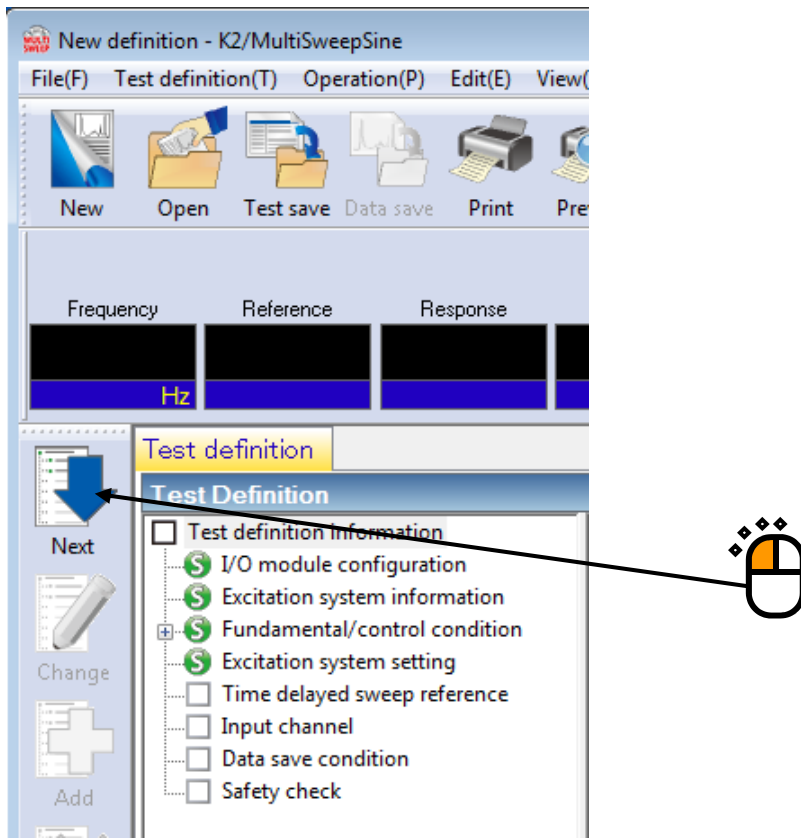 New definition - K2/MultiSweepSine
File(F) Test definition(T) Operation(P) Edit(E) View(
New Open Test save Data save Print Pre
Frequency Reference Response
Hz
Test definition
Test Definition
Next
Test definition information
I/O module configuration
Excitation system information
Fundamental/control condition
Excitation system setting
Time delayed sweep reference
Input channel
Data save condition
Safety check
Change
Add